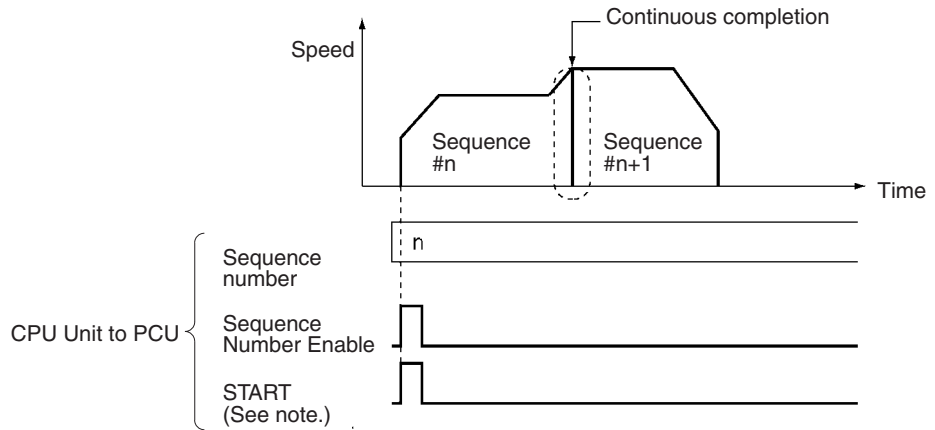 Continuous completion
Speed
Sequence
#n
Sequence
#n+1
Time
n
Sequence
number
CPU Unit to PCU
Sequence
Number Enable
START
(See note.)